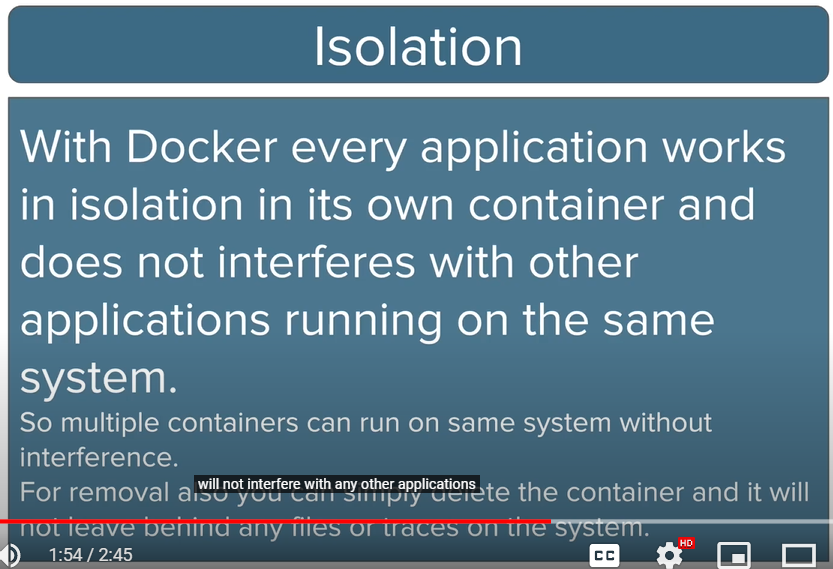 Isolation
With Docker every application works
in isolation in its own container and
does not interferes with other
applications running on the same
system.
So multiple containers can run on same system without
interference.
will not interfere with any other applications
For removal also you can simply delete the container and it will
not leave behind any files or traces on the system.
1:54 / 2:45
CC
HD